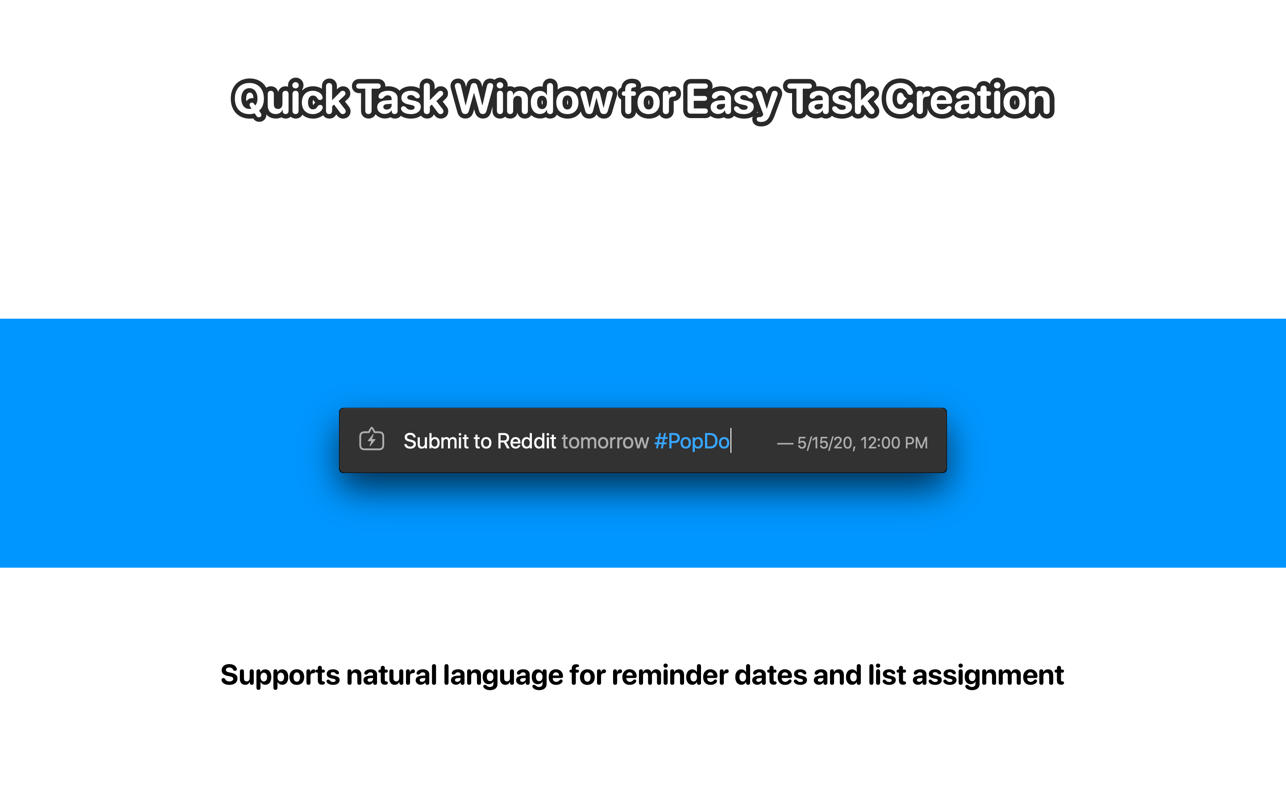 Quick Task Window for Easy Task Creation
Submit to Reddit tomorrow #PopDo — 5/15/20, 12:00 PM
Supports natural language for reminder dates and list assignment